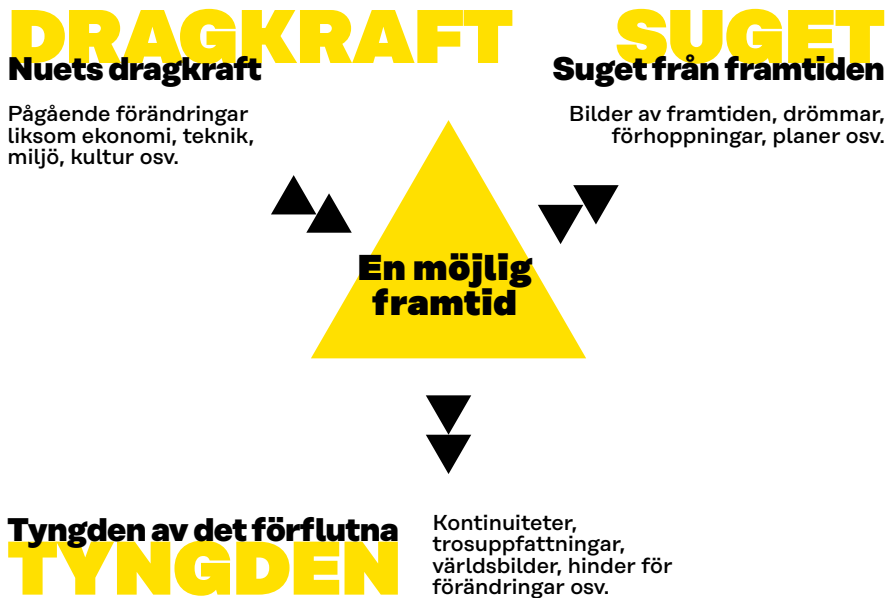 DRAGKRAFT
Nuets dragkraft
Pågående förändringar
liksom ekonomi, teknik,
miljö, kultur osv.
SUGET
Suget från framtiden
Bilder av framtiden, drömmar,
förhoppningar, planer osv.
En möjlig
framtid
Tyngden av det förflutna
TYNGDEN
Kontinuiteter,
trosuppfattningar,
världsbilder, hinder för
förändringar osv.